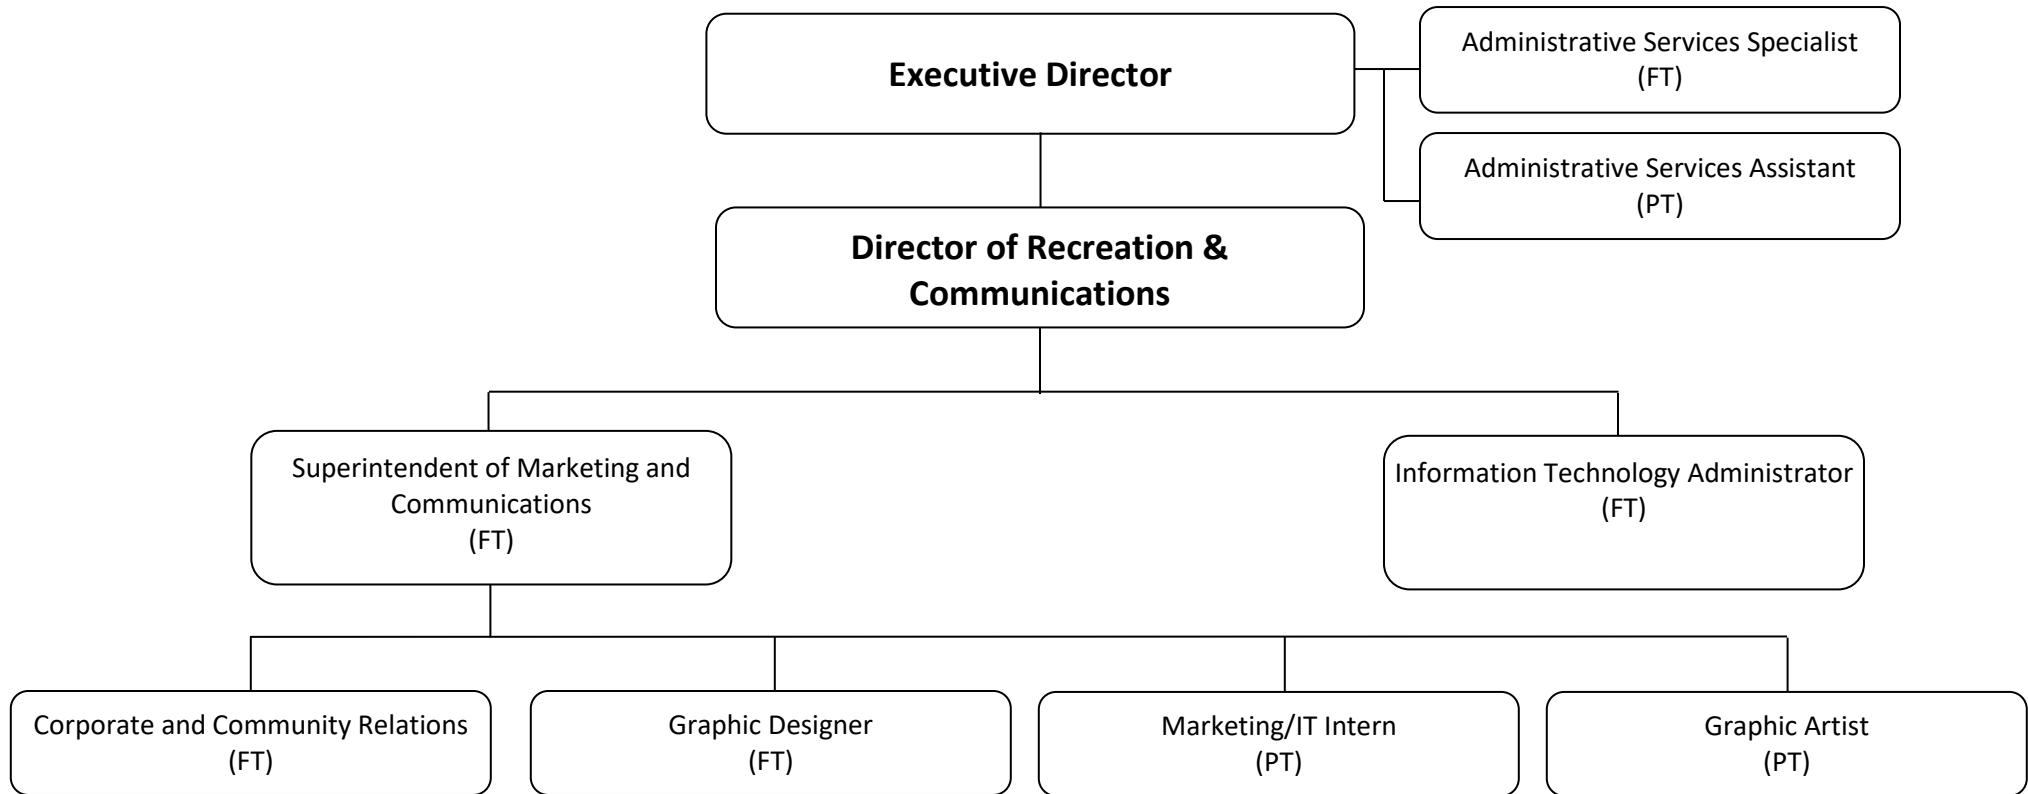 Executive Director
Administrative Services Specialist
(FT)
Administrative Services Assistant
(PT)
Director of Recreation &
Communications
Superintendent of Marketing and
Communications
(FT)
Information Technology Administrator
(FT)
Corporate and Community Relations
(FT)
Graphic Designer
(FT)
Marketing/IT Intern
(PT)
Graphic Artist
(PT)